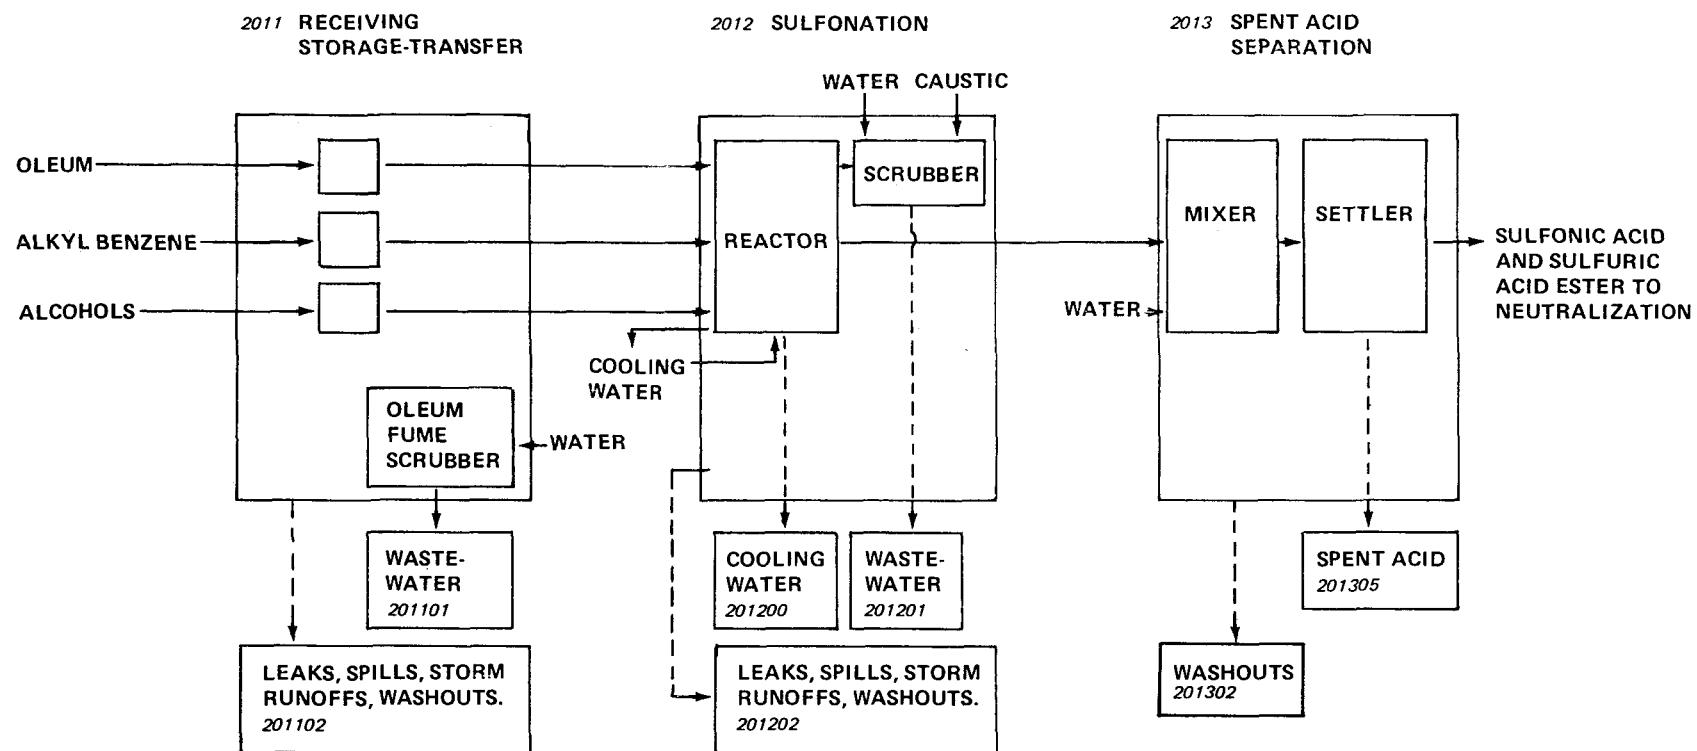 2011 RECEIVING
STORAGE-TRANSFER
2012 SULFONATION
2013 SPENT ACID
SEPARATION
WATER CAUSTIC
OLEUM
SCRUBBER
MIXER
SETTLER
ALKYL BENZENE
REACTOR
SULFONIC ACID
AND SULFURIC
ACID ESTER TO
NEUTRALIZATION
ALCOHOLS
WATER
COOLING
WATER
OLEUM
FUME
SCRUBBER
WATER
WASTE-
WATER
201101
COOLING
WATER
201200
WASTE-
WATER
201201
SPENT ACID
201305
LEAKS, SPILLS, STORM
RUNOFFS, WASHOUTS.
201102
LEAKS, SPILLS, STORM
RUNOFFS, WASHOUTS.
201202
WASHOUTS
201302